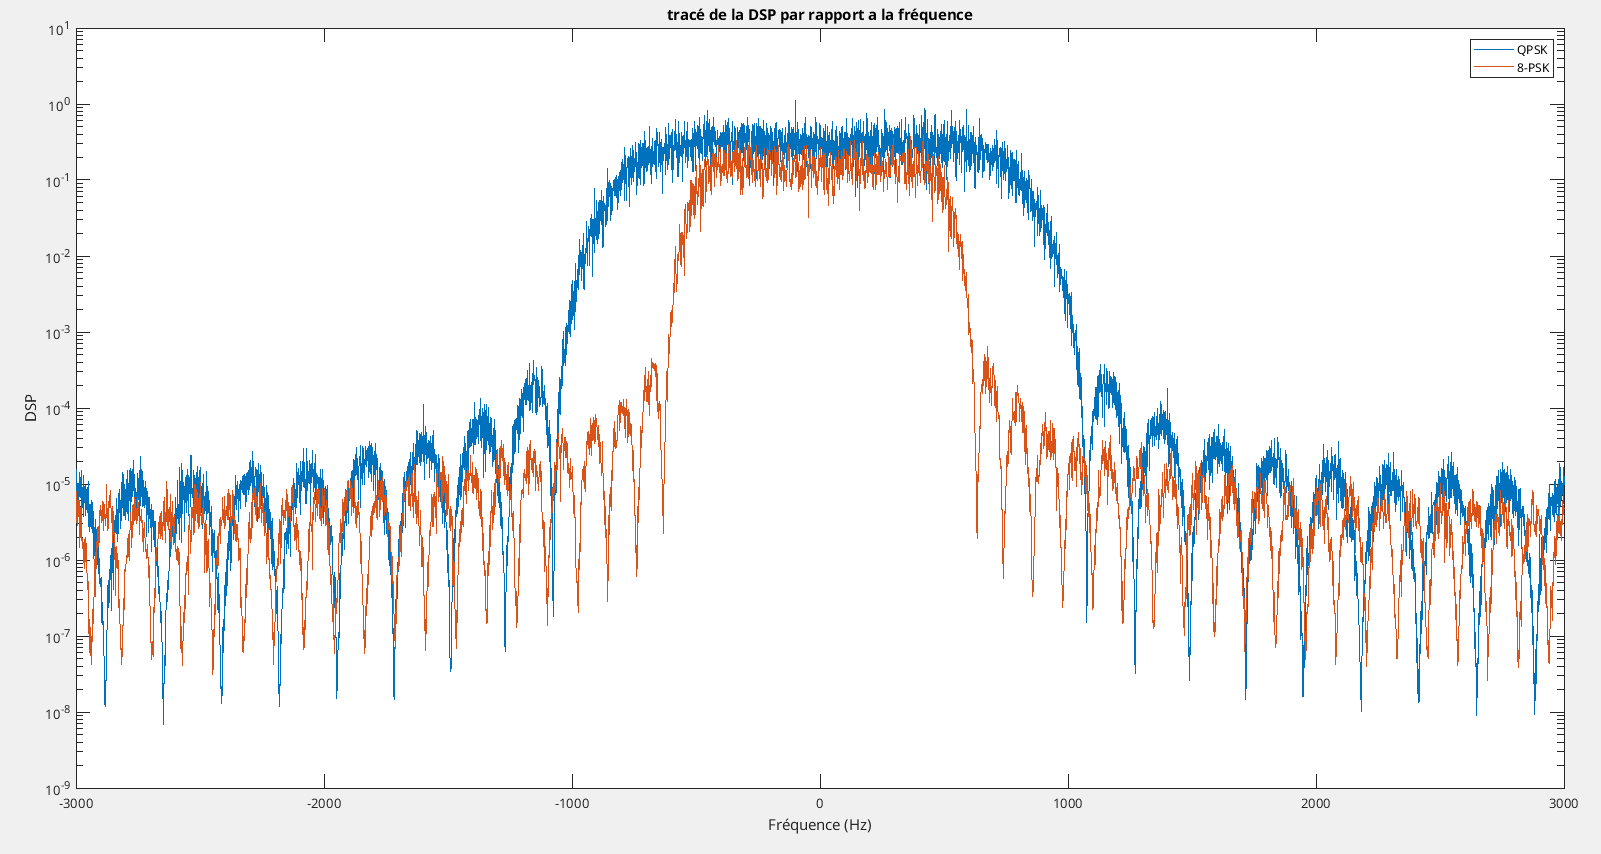 tracé de la DSP par rapport a la fréquence
QPSK
8-PSK
DSP
10^1
10^0
10^-1
10^-2
10^-3
10^-4
10^-5
10^-6
10^-7
10^-8
10^-9
-3000 -2000 -1000 0 1000 2000 3000
Fréquence (Hz)